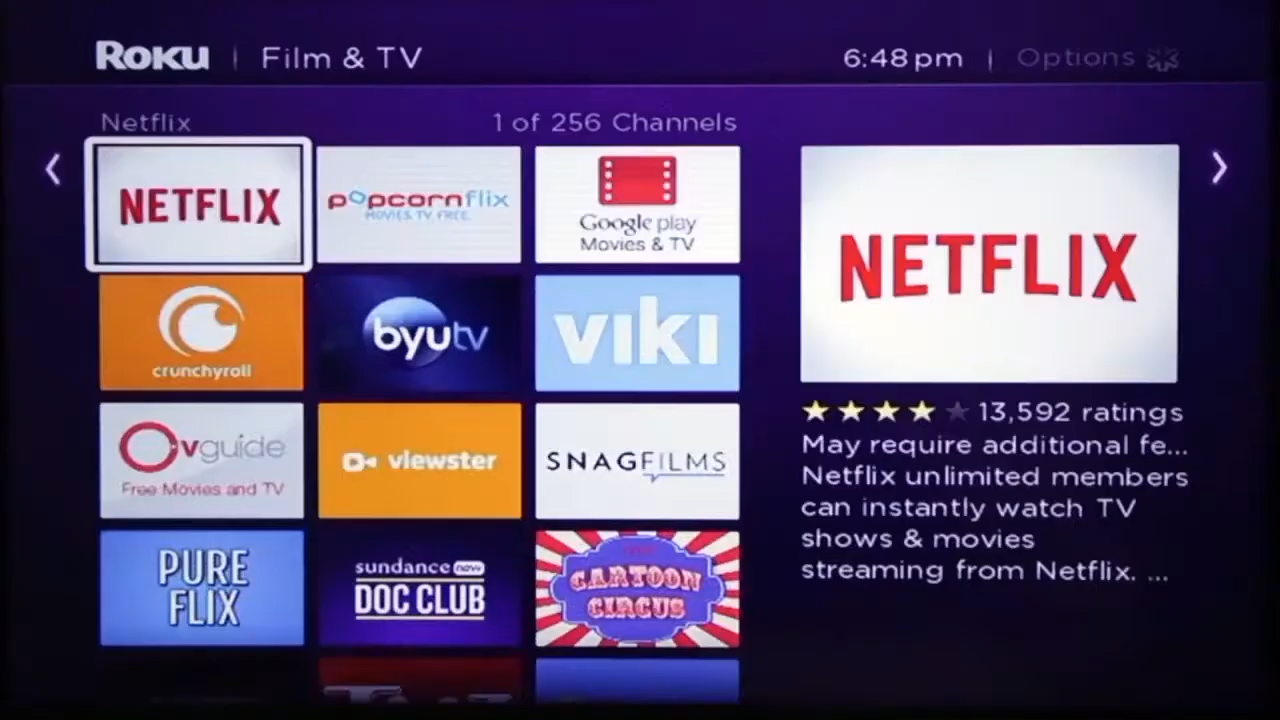 Roku | Film & TV
6:48 pm | Options
Netflix
1 of 256 Channels
NETFLIX
popcornflix
MOVIES. TV. FREE.
Google play
Movies & TV
crunchyroll
byutv
viki
Ovguide
Free Movies and TV
viewster
SNAGFILMS
PURE
FLIX
sundance now
DOC CLUB
CARTOON
CIRCUS
NETFLIX
13,592 ratings
May require additional fe...
Netflix unlimited members
can instantly watch TV
shows & movies
streaming from Netflix. ...